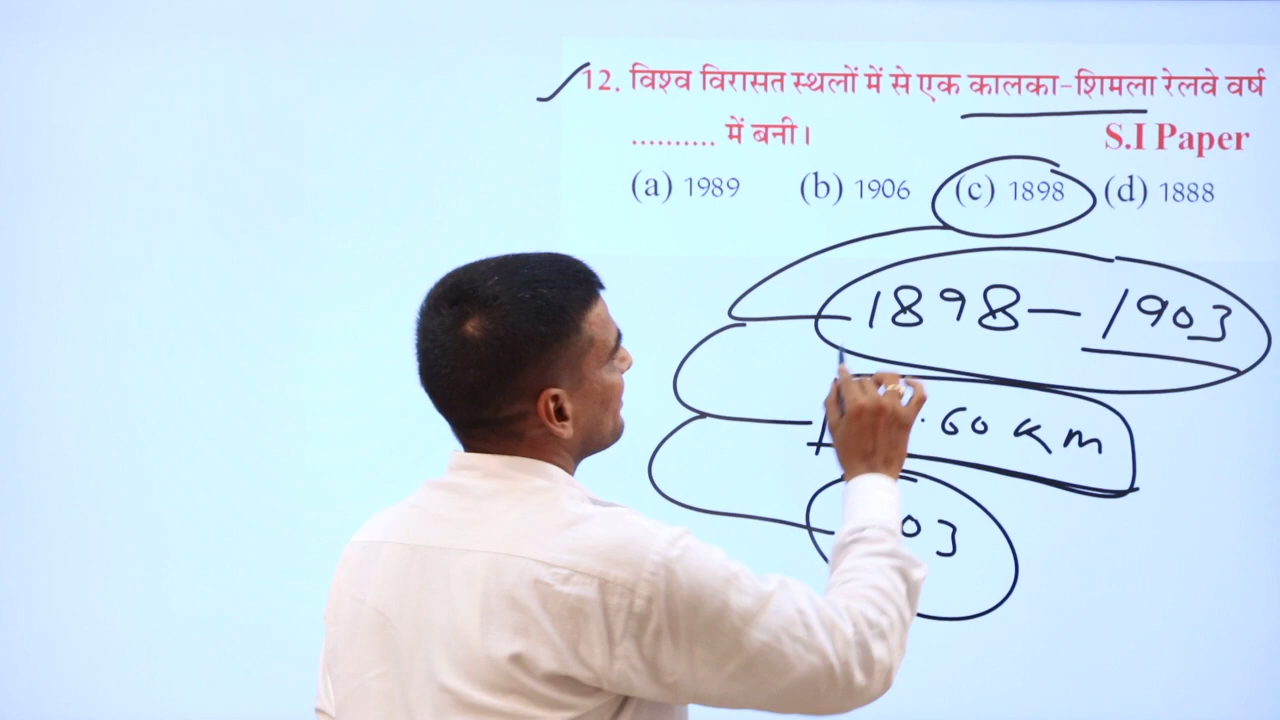 12. विश्व विरासत स्थलों में से एक कालका-शिमला रेलवे वर्ष
.......... में बनी।
S.I Paper
(a) 1989 (b) 1906 (c) 1898 (d) 1888
1898 — 1903
.60 KM
03